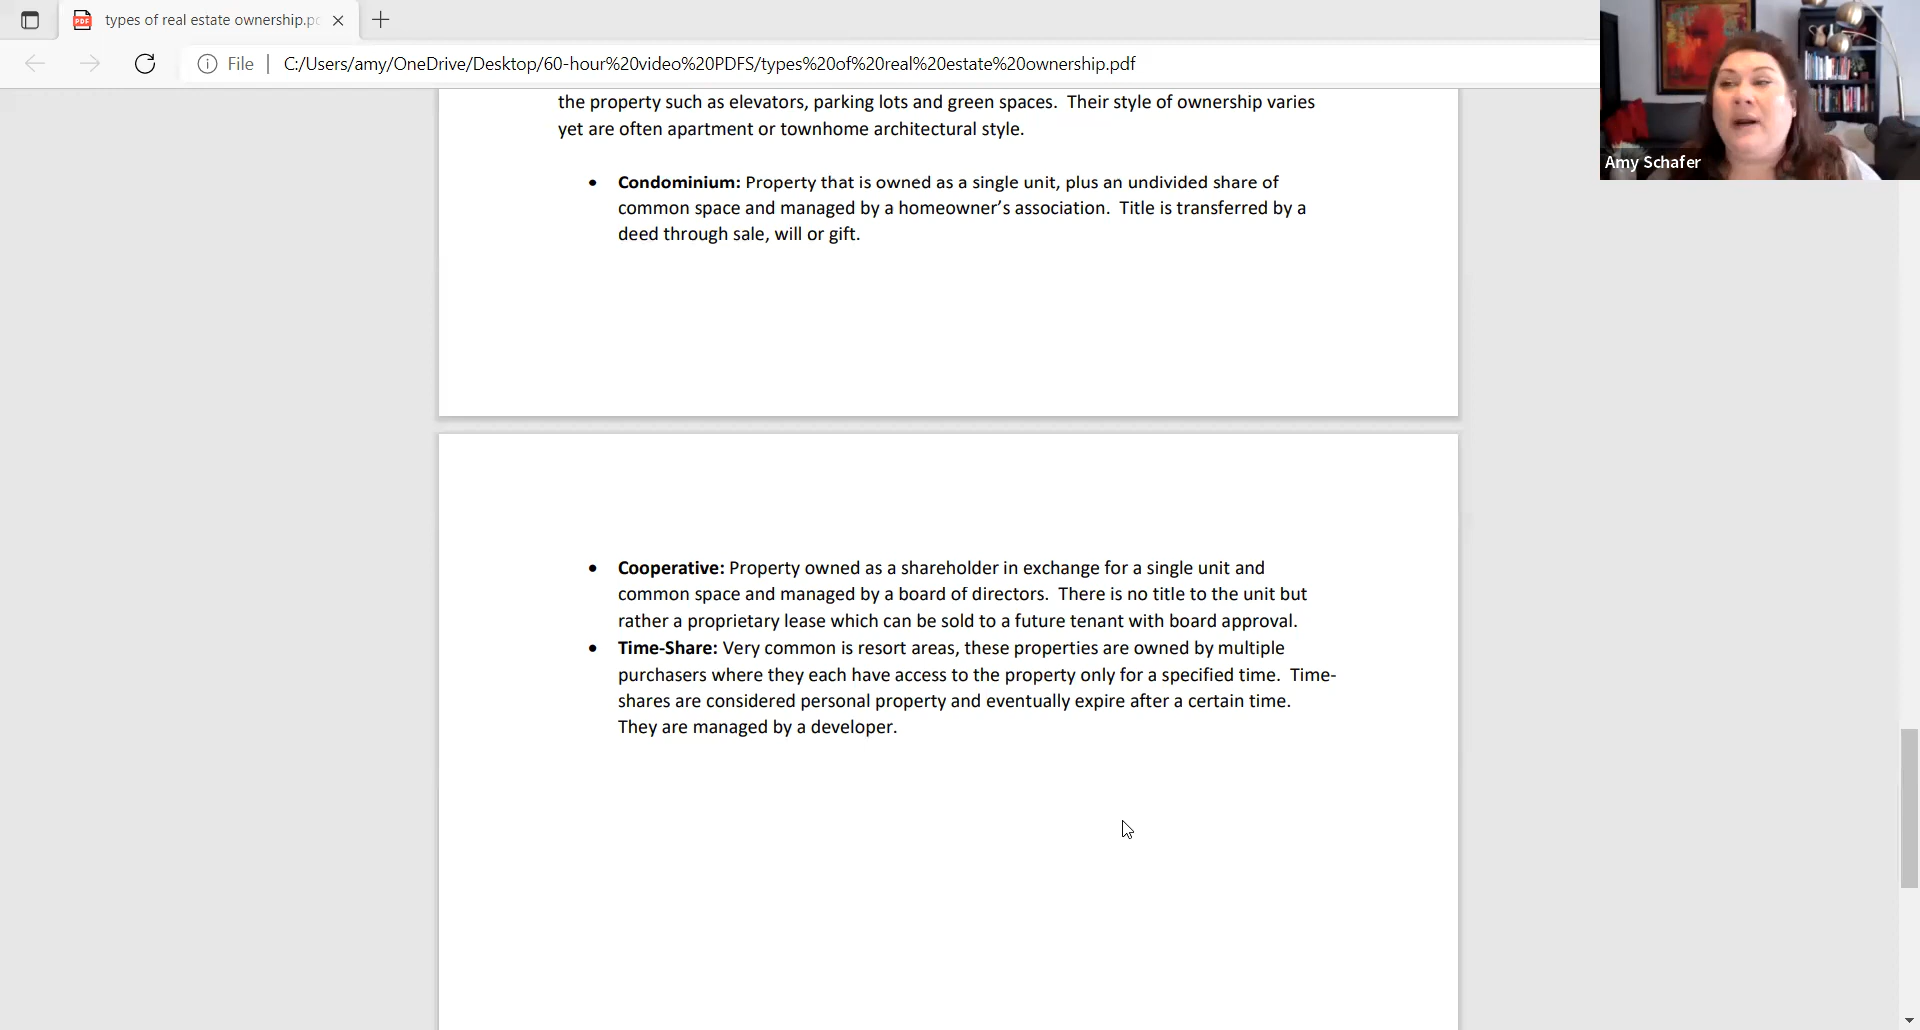 types of real estate ownership.p
File
C:/Users/amy/OneDrive/Desktop/60-hour%20video%20PDFS/types%20of%20real%20estate%20ownership.pdf
Amy Schafer
the property such as elevators, parking lots and green spaces. Their style of ownership varies
yet are often apartment or townhome architectural style.
• Condominium: Property that is owned as a single unit, plus an undivided share of
common space and managed by a homeowner's association. Title is transferred by a
deed through sale, will or gift.
• Cooperative: Property owned as a shareholder in exchange for a single unit and
common space and managed by a board of directors. There is no title to the unit but
rather a proprietary lease which can be sold to a future tenant with board approval.
• Time-Share: Very common is resort areas, these properties are owned by multiple
purchasers where they each have access to the property only for a specified time. Time-
shares are considered personal property and eventually expire after a certain time.
They are managed by a developer.